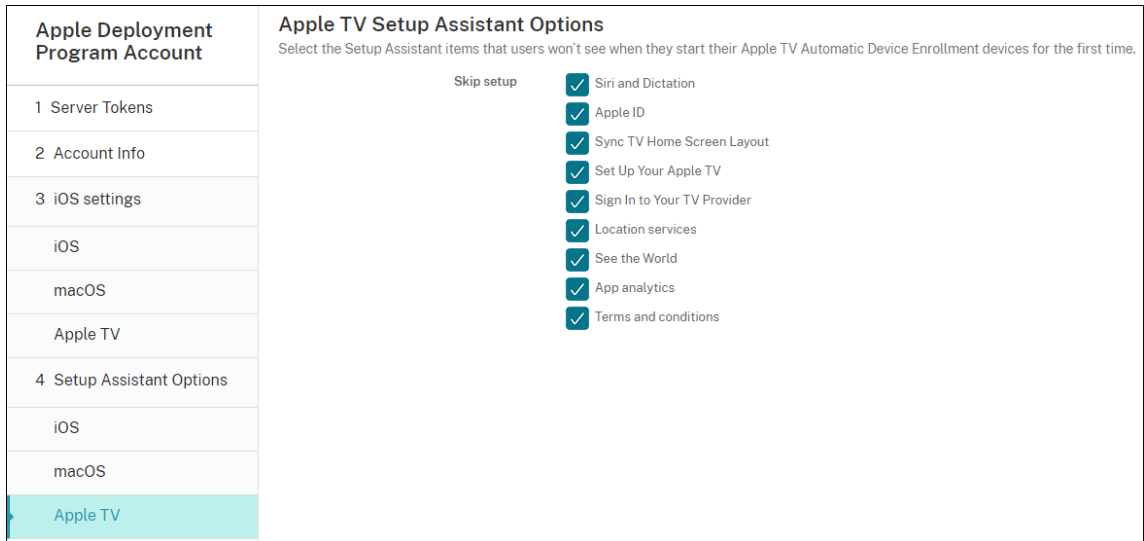 Apple Deployment
Program Account
1 Server Tokens
2 Account Info
3 iOS settings
iOS
macOS
Apple TV
4 Setup Assistant Options
iOS
macOS
Apple TV
Apple TV Setup Assistant Options
Select the Setup Assistant items that users won't see when they start their Apple TV Automatic Device Enrollment devices for the first time.
Skip setup
Siri and Dictation
Apple ID
Sync TV Home Screen Layout
Set Up Your Apple TV
Sign In to Your TV Provider
Location services
See the World
App analytics
Terms and conditions